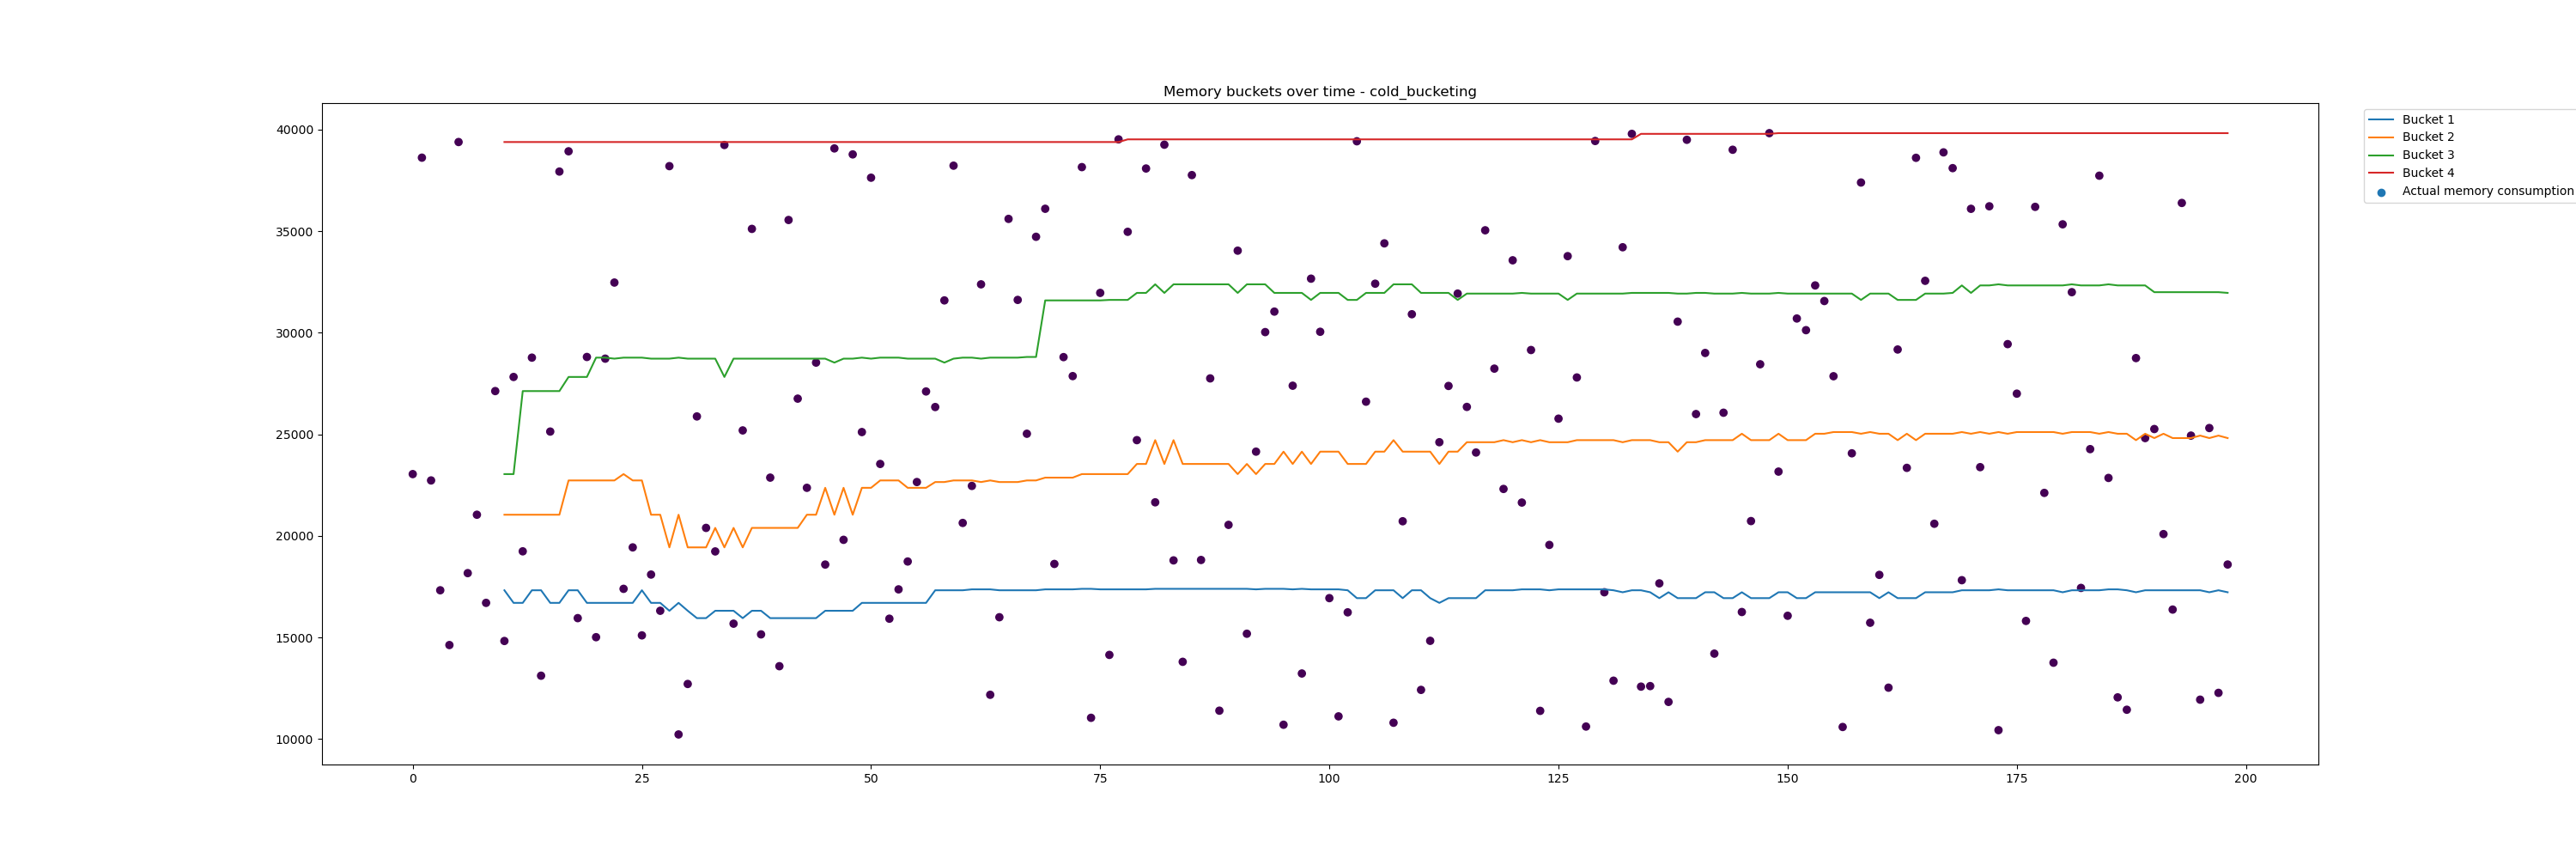 Memory buckets over time - cold_bucketing
40000
35000
30000
25000
20000
15000
10000
0 25 50 75 100 125 150 175 200
Bucket 1
Bucket 2
Bucket 3
Bucket 4
Actual memory consumption